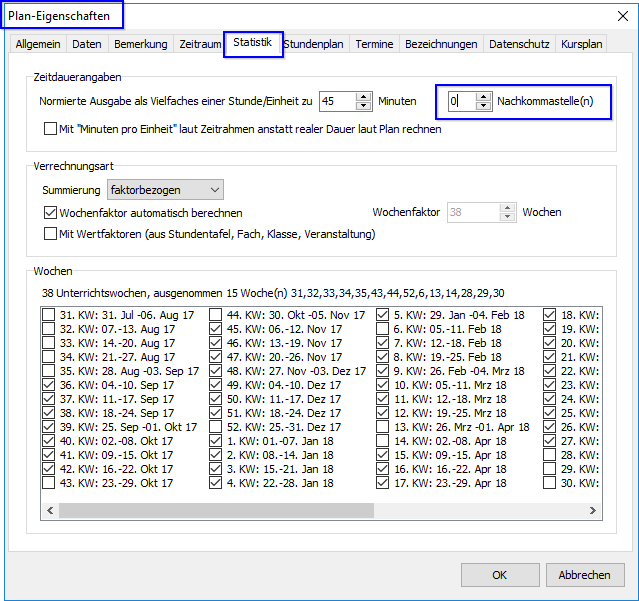 Plan-Eigenschaften
Allgemein Daten Bemerkung Zeitraum Statistik Stundenplan Termine Bezeichnungen Datenschutz Kursplan
Zeitdauerangaben
Normierte Ausgabe als Vielfaches einer Stunde/Einheit zu 45 Minuten 0 Nachkommastelle(n)
Mit "Minuten pro Einheit" laut Zeitrahmen anstatt realer Dauer laut Plan rechnen
Verrechnungsart
Summierung faktorbezogen
Wochenfaktor automatisch berechnen Wochenfaktor 38 Wochen
Mit Wertfaktoren (aus Stundentafel, Fach, Klasse, Veranstaltung)
Wochen
38 Unterrichtswochen, ausgenommen 15 Woche(n) 31,32,33,34,35,43,44,52,6,13,14,28,29,30
31. KW: 31. Jul -06. Aug 17 44. KW: 30. Okt -05. Nov 17 5. KW: 29. Jan -04. Feb 18 18. KW:
32. KW: 07.-13. Aug 17 45. KW: 06.-12. Nov 17 6. KW: 05.-11. Feb 18 19. KW:
33. KW: 14.-20. Aug 17 46. KW: 13.-19. Nov 17 7. KW: 12.-18. Feb 18 20. KW:
34. KW: 21.-27. Aug 17 47. KW: 20.-26. Nov 17 8. KW: 19.-25. Feb 18 21. KW:
35. KW: 28. Aug -03. Sep 17 48. KW: 27. Nov -03. Dez 17 9. KW: 26. Feb -04. Mrz 18 22. KW:
36. KW: 04.-10. Sep 17 49. KW: 04.-10. Dez 17 10. KW: 05.-11. Mrz 18 23. KW:
37. KW: 11.-17. Sep 17 50. KW: 11.-17. Dez 17 11. KW: 12.-18. Mrz 18 24. KW:
38. KW: 18.-24. Sep 17 51. KW: 18.-24. Dez 17 12. KW: 19.-25. Mrz 18 25. KW:
39. KW: 25. Sep -01. Okt 17 52. KW: 25.-31. Dez 17 13. KW: 26. Mrz -01. Apr 18 26. KW:
40. KW: 02.-08. Okt 17 1. KW: 01.-07. Jan 18 14. KW: 02.-08. Apr 18 27. KW:
41. KW: 09.-15. Okt 17 2. KW: 08.-14. Jan 18 15. KW: 09.-15. Apr 18 28. KW:
42. KW: 16.-22. Okt 17 3. KW: 15.-21. Jan 18 16. KW: 16.-22. Apr 18 29. KW:
43. KW: 23.-29. Okt 17 4. KW: 22.-28. Jan 18 17. KW: 23.-29. Apr 18 30. KW:
OK Abbrechen